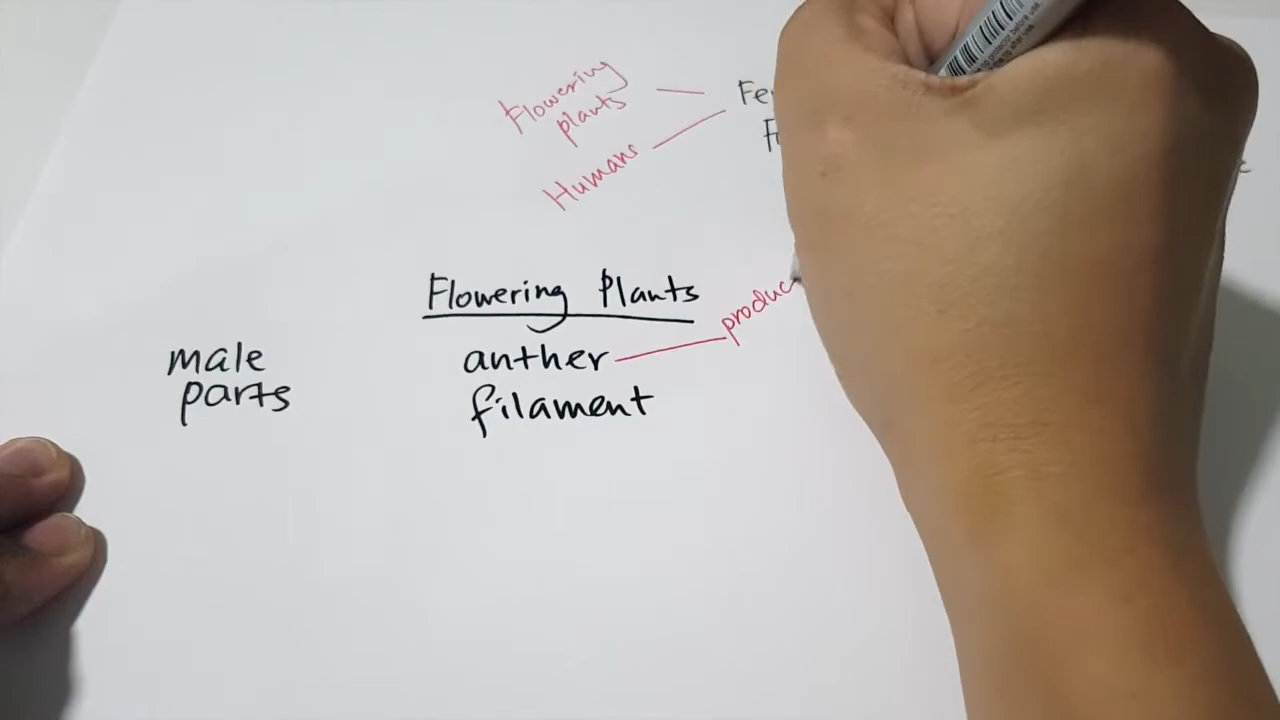 Flowering
plants
Humans
Flowering Plants
male
parts
anther
filament